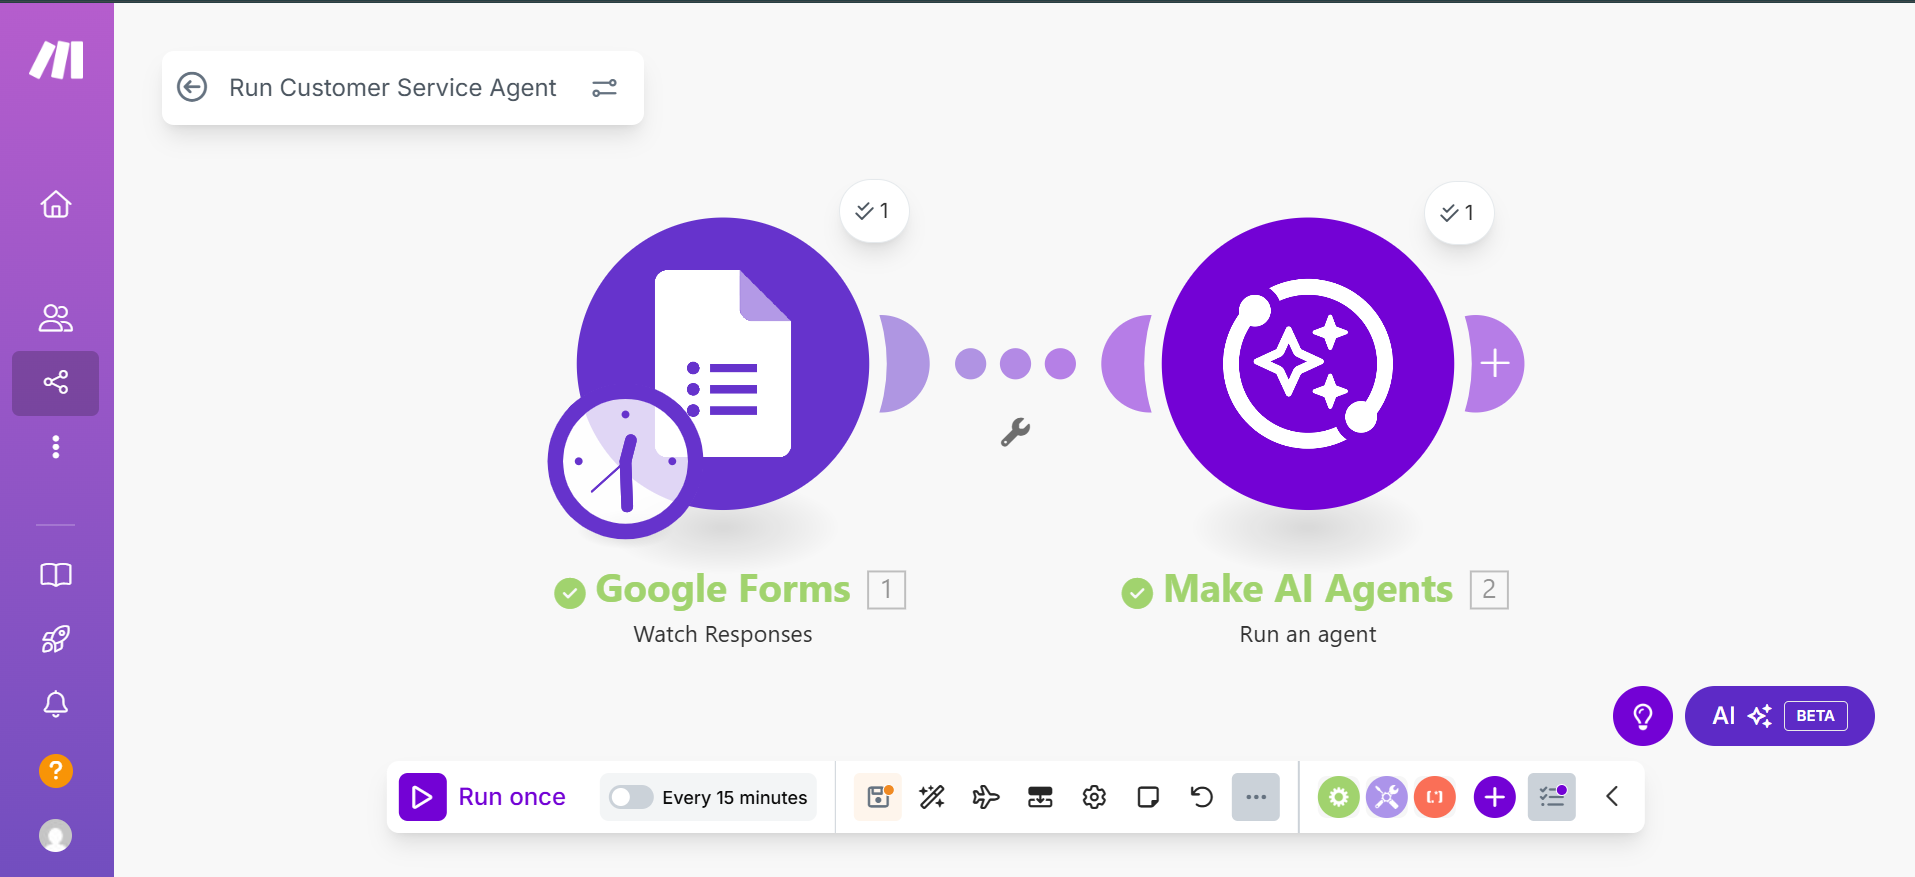 Run Customer Service Agent
1
1
Google Forms 1
Watch Responses
Make AI Agents 2
Run an agent
AI BETA
?
Run once
Every 15 minutes